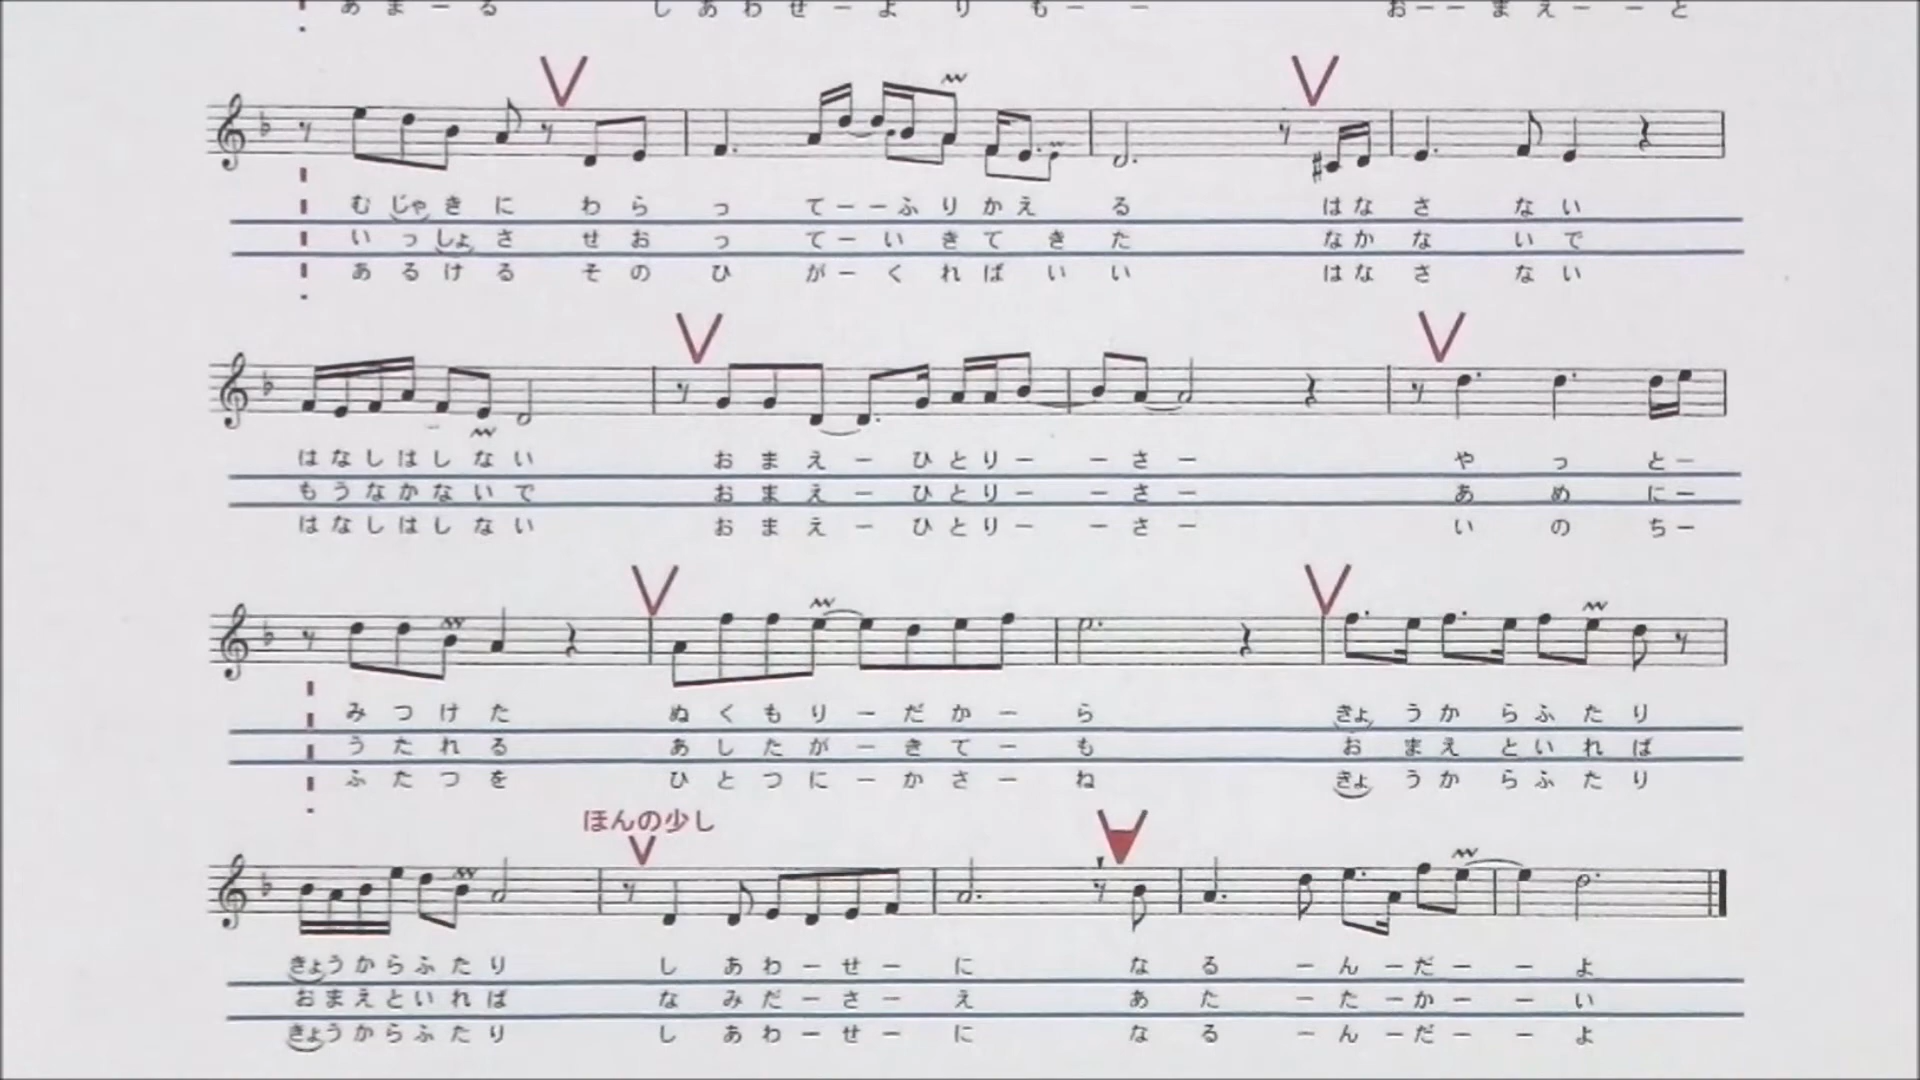 あ ま ー る し あ わ せ ー よ り も ー ー お ー ー ま え ー ー と
む じゃ き に わ ら っ て ー ー ふ り か え る は な さ な い
い っ しょ さ せ お っ て ー い き て き た な か な い で
あ る け る そ の ひ が ー く れ ば い い は な さ な い
は な し は し な い お ま え ー ひ と り ー ー さ ー や っ と ー
も う な か な い で お ま え ー ひ と り ー ー さ ー あ め に ー
は な し は し な い お ま え ー ひ と り ー ー さ ー い の ち ー
み つ け た ぬ く も り ー だ か ー ら きょ う か ら ふ た り
う た れ る あ し た が ー き て ー も お ま え と い れ ば
ふ た つ を ひ と つ に ー か さ ー ね きょ う か ら ふ た り
ほんの少し
きょ う か ら ふ た り し あ わ ー せ ー に な る ー ん ー だ ー ー よ
お ま え と い れ ば な み だ ー さ ー え あ た ー た ー か ー ー い
きょ う か ら ふ た り し あ わ ー せ ー に な る ー ん ー だ ー ー よ